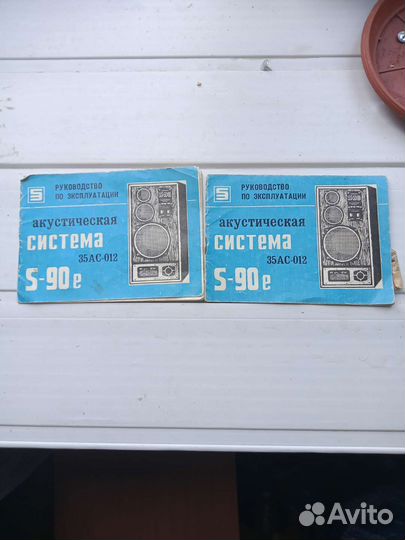 РУКОВОДСТВО
ПО ЭКСПЛУАТАЦИИ
акустическая
система
35АС-012
S-90е
РУКОВОДСТВО
ПО ЭКСПЛУАТАЦИИ
акустическая
система
35АС-012
S-90е
Avito